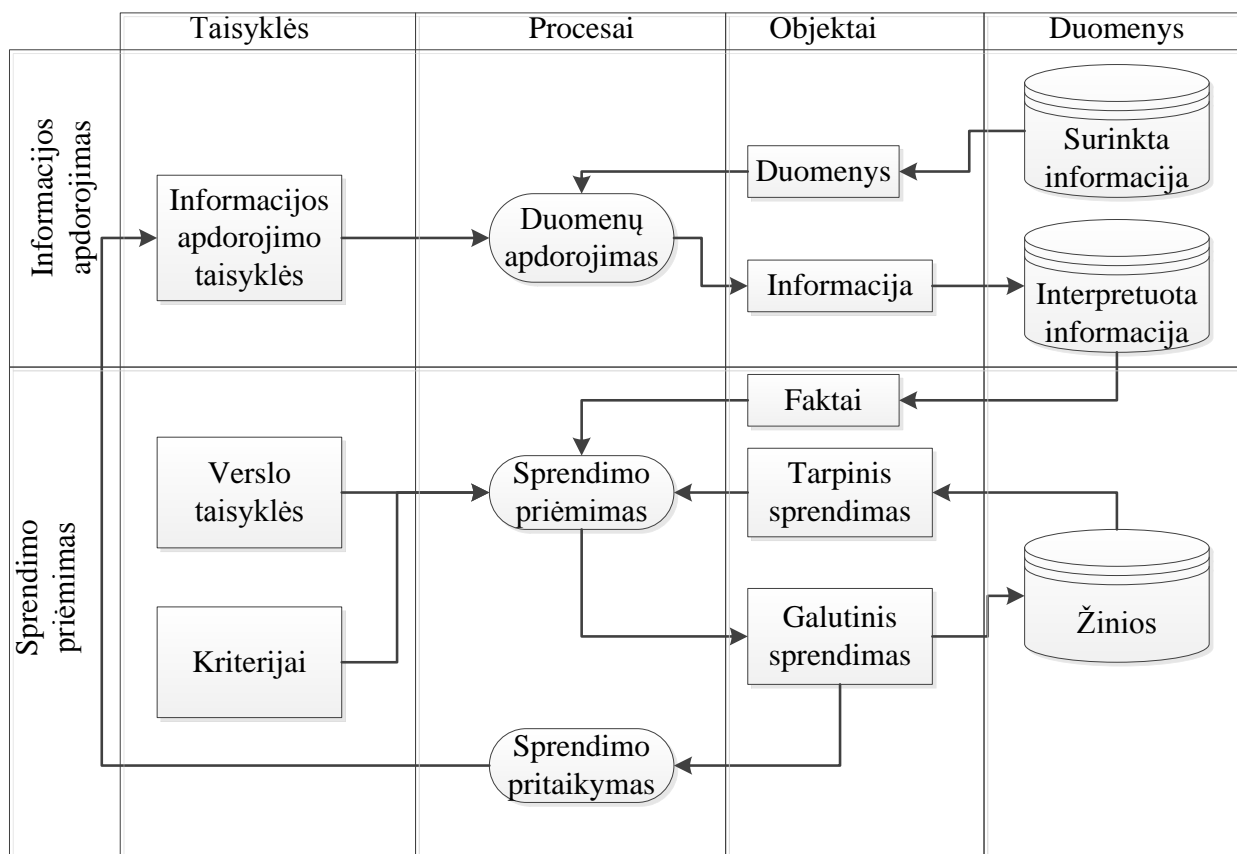 Taisyklės
Procesai
Objektai
Duomenys
Informacijos
apdorojimas
Informacijos
apdorojimo
taisyklės
Duomenų
apdorojimas
Duomenys
Informacija
Surinkta
informacija
Interpretuota
informacija
Sprendimo
priėmimas
Verslo
taisyklės
Kriterijai
Sprendimo
priėmimas
Sprendimo
pritaikymas
Faktai
Tarpinis
sprendimas
Galutinis
sprendimas
Žinios